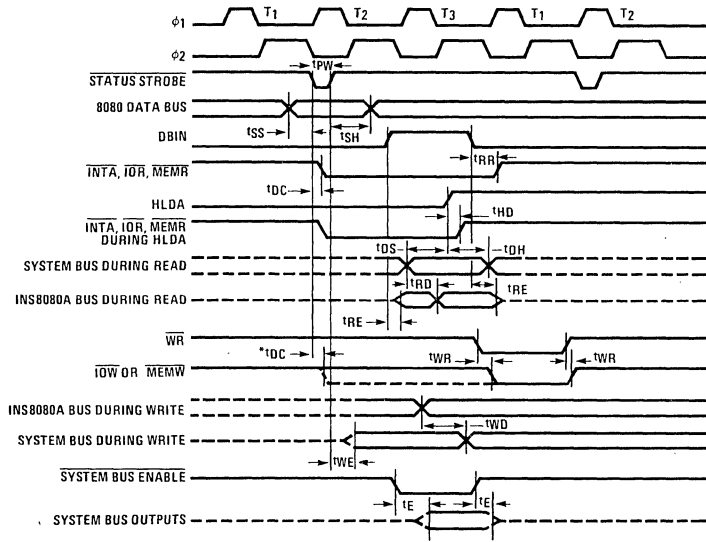 ϕ1 T1 T2 T3 T1 T2
ϕ2
tPW
STATUS STROBE
8080 DATA BUS
tSS tSH
DBIN
tRR
INTA, IOR, MEMR
tDC
HLDA
tHD
INTA, IOR, MEMR
DURING HLDA
tDS tDH
SYSTEM BUS DURING READ
tRD tRE
INS8080A BUS DURING READ
tRE
WR
*tDC tWR tWR
IOW OR MEMW
INS8080A BUS DURING WRITE
tWD
SYSTEM BUS DURING WRITE
tWE
SYSTEM BUS ENABLE
tE tE
SYSTEM BUS OUTPUTS